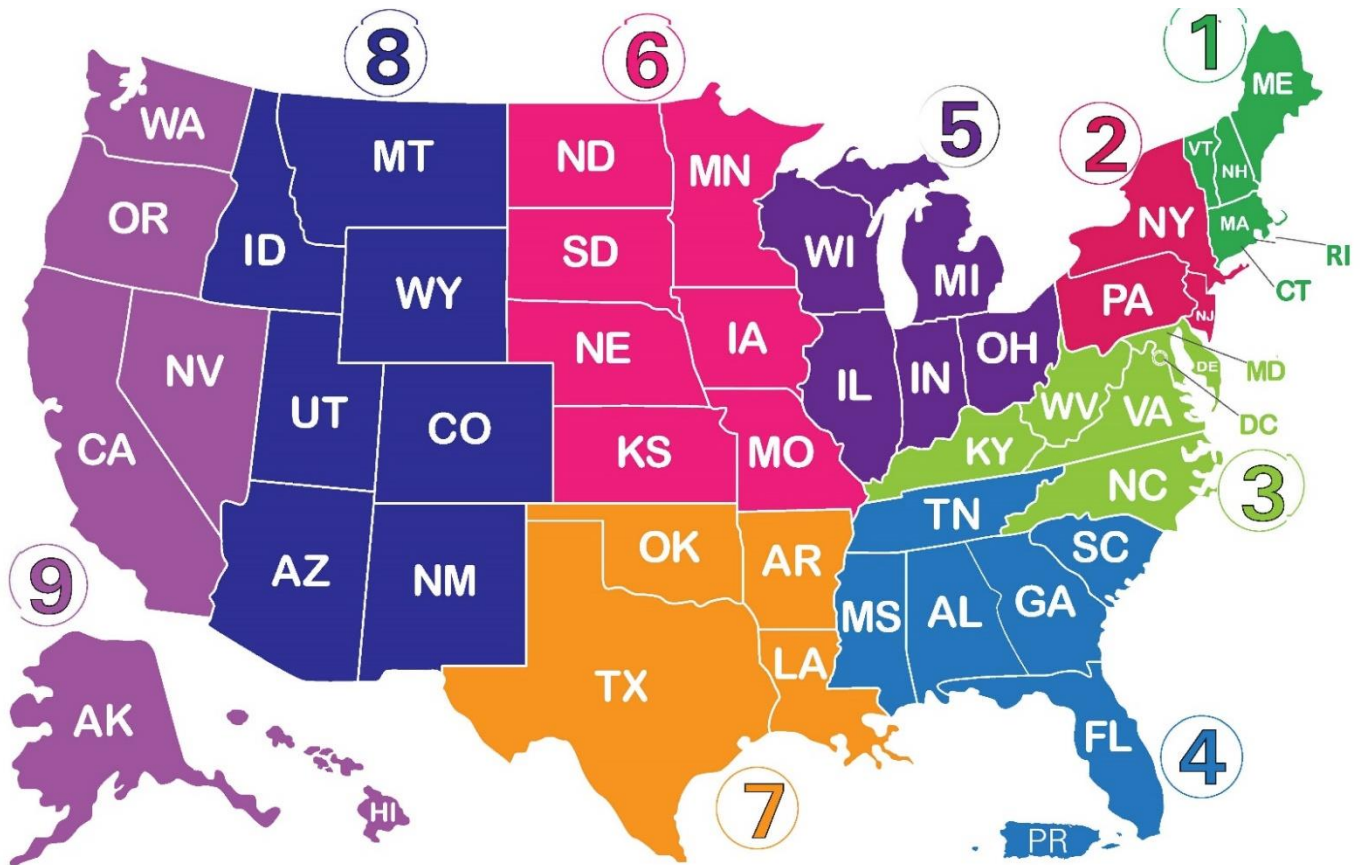 8
6
1
ME
WA
MT
ND
MN
5
2
VT
NH
OR
ID
SD
WI
MI
NY
MA
RI
WY
CT
NE
IA
PA
NJ
NV
UT
CO
IL
IN
OH
MD
DE
WV
VA
DC
CA
KS
MO
KY
NC
3
TN
AZ
NM
OK
AR
SC
9
MS
AL
GA
TX
LA
AK
FL
4
HI
7
PR